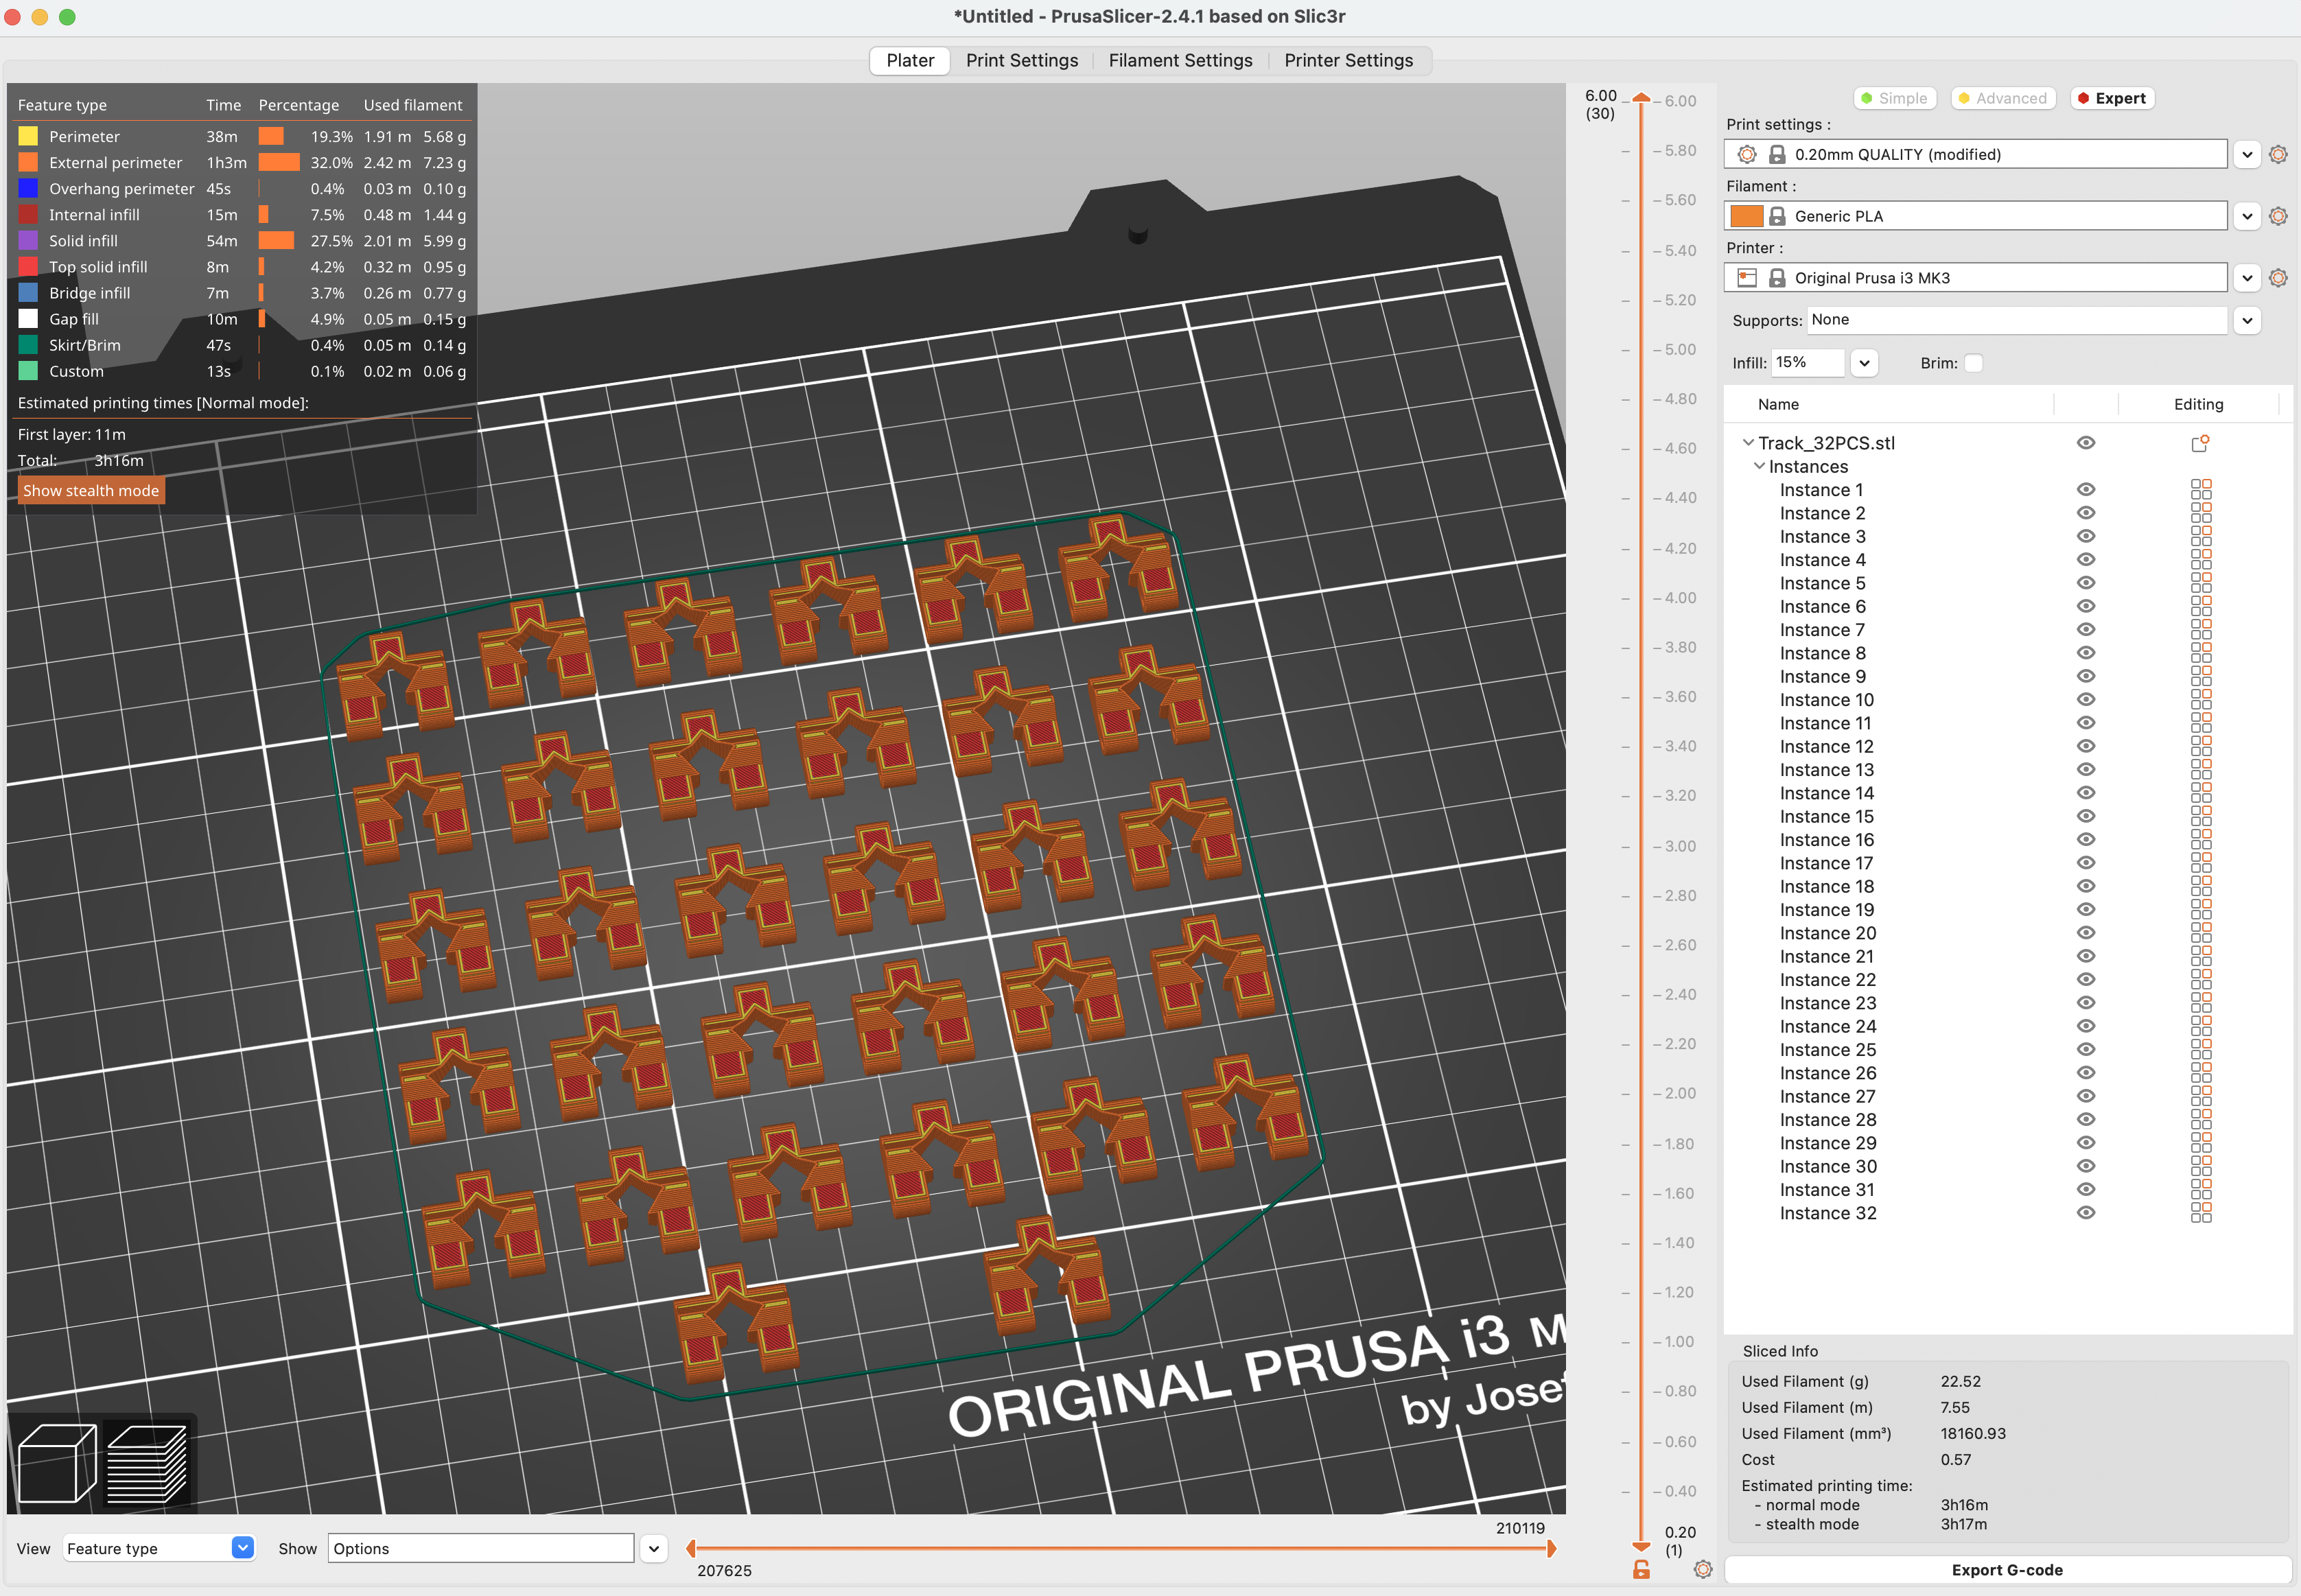 *Untitled - PrusaSlicer-2.4.1 based on Slic3r
Plater Print Settings Filament Settings Printer Settings
Feature type Time Percentage Used filament
Perimeter 38m 19.3% 1.91 m 5.68 g
External perimeter 1h3m 32.0% 2.42 m 7.23 g
Overhang perimeter 45s 0.4% 0.03 m 0.10 g
Internal infill 15m 7.5% 0.48 m 1.44 g
Solid infill 54m 27.5% 2.01 m 5.99 g
Top solid infill 8m 4.2% 0.32 m 0.95 g
Bridge infill 7m 3.7% 0.26 m 0.77 g
Gap fill 10m 4.9% 0.05 m 0.15 g
Skirt/Brim 47s 0.4% 0.05 m 0.14 g
Custom 13s 0.1% 0.02 m 0.06 g
Estimated printing times [Normal mode]:
First layer: 11m
Total: 3h16m
Show stealth mode
ORIGINAL PRUSA i3 M
by Josef
View Feature type Show Options
210119
207625
6.00
(30)
6.00
5.80
5.60
5.40
5.20
5.00
4.80
4.60
4.40
4.20
4.00
3.80
3.60
3.40
3.20
3.00
2.80
2.60
2.40
2.20
2.00
1.80
1.60
1.40
1.20
1.00
0.80
0.60
0.40
0.20
(1)
Simple Advanced Expert
Print settings :
0.20mm QUALITY (modified)
Filament :
Generic PLA
Printer :
Original Prusa i3 MK3
Supports: None
Infill: 15% Brim:
Name Editing
Track_32PCS.stl
Instances
Instance 1
Instance 2
Instance 3
Instance 4
Instance 5
Instance 6
Instance 7
Instance 8
Instance 9
Instance 10
Instance 11
Instance 12
Instance 13
Instance 14
Instance 15
Instance 16
Instance 17
Instance 18
Instance 19
Instance 20
Instance 21
Instance 22
Instance 23
Instance 24
Instance 25
Instance 26
Instance 27
Instance 28
Instance 29
Instance 30
Instance 31
Instance 32
Sliced Info
Used Filament (g) 22.52
Used Filament (m) 7.55
Used Filament (mm³) 18160.93
Cost 0.57
Estimated printing time:
- normal mode 3h16m
- stealth mode 3h17m
Export G-code